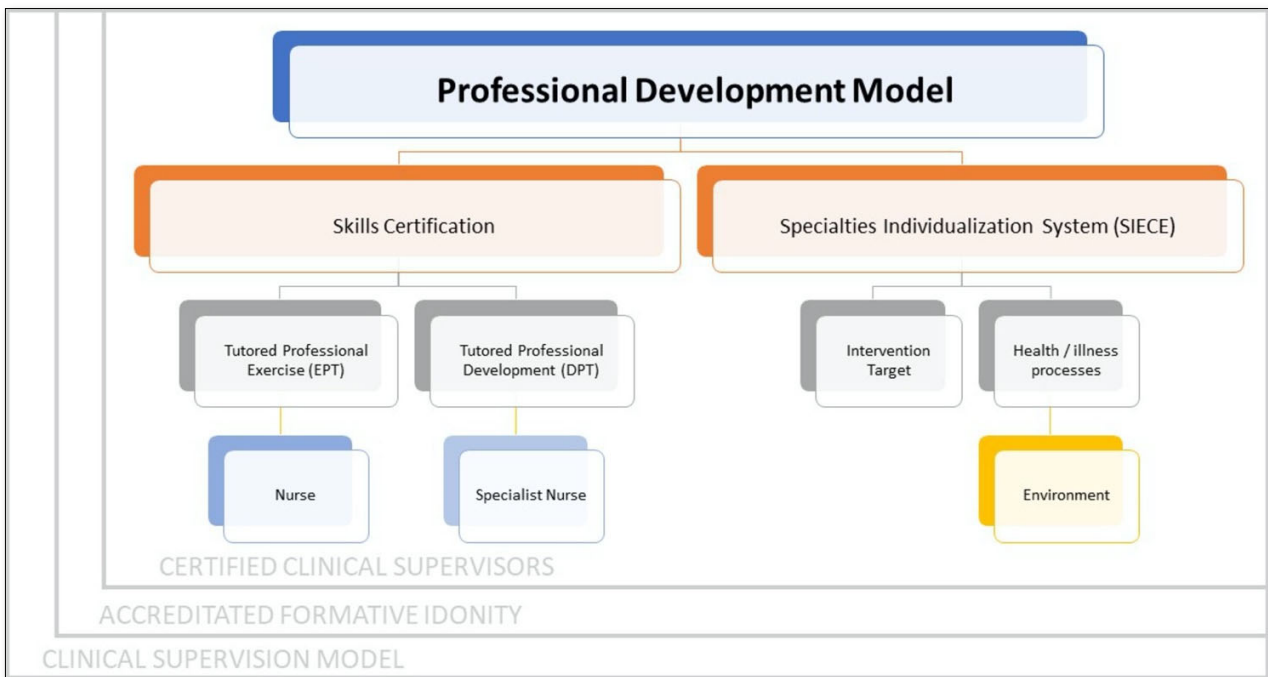 Professional Development Model
Skills Certification
Specialties Individualization System (SIECE)
Tutored Professional
Exercise (EPT)
Tutored Professional
Development (DPT)
Intervention
Target
Health / illness
processes
Nurse
Specialist Nurse
Environment
CERTIFIED CLINICAL SUPERVISORS
ACCREDITATED FORMATIVE IDONITY
CLINICAL SUPERVISION MODEL